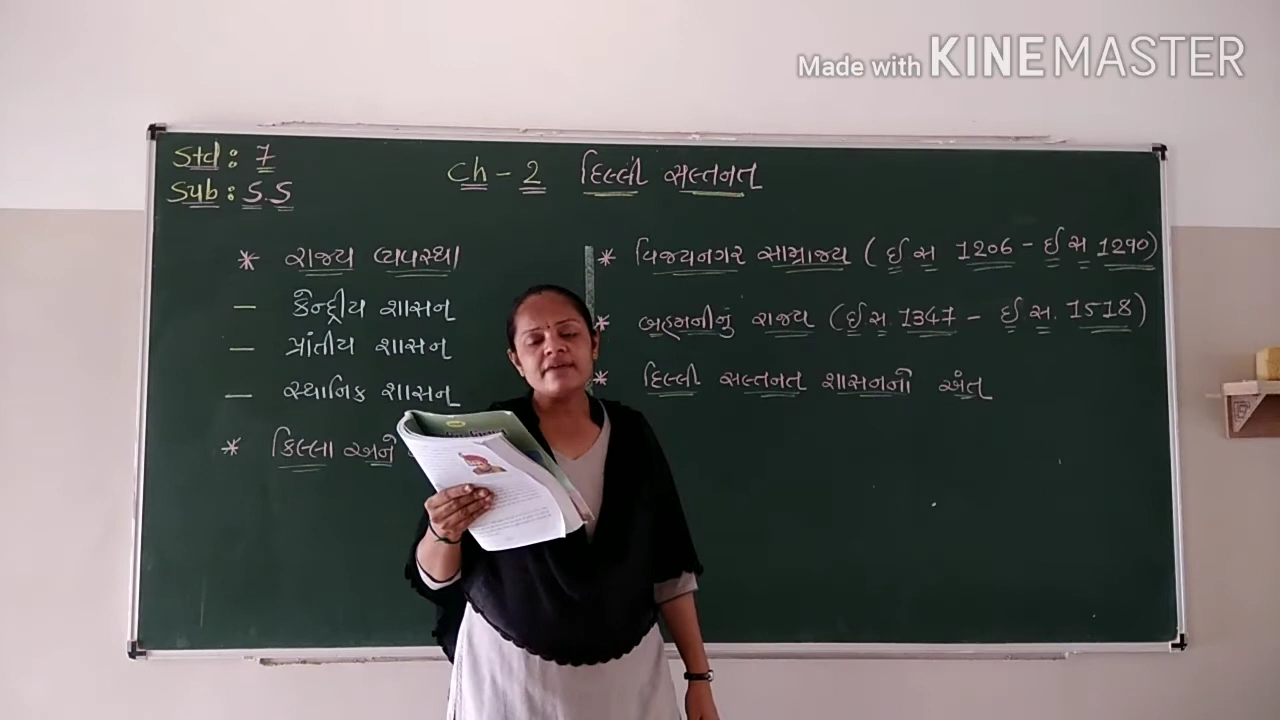 Made with KINEMASTER
Std : 7
Sub : S.S
Ch - 2 દિલ્લી સલ્તનત
* રાજ્ય વ્યવસ્થા
– કેન્દ્રીય શાસન
– પ્રાંતીય શાસન
– સ્થાનિક શાસન
* કિલ્લા અને
* વિજયનગર સામ્રાજ્ય ( ઈ સ 1206 - ઈ સ 1290 )
* બહમનીનું રાજ્ય ( ઈ સ. 1347 - ઈ સ. 1518 )
* દિલ્લી સલ્તનત શાસનનો અંત